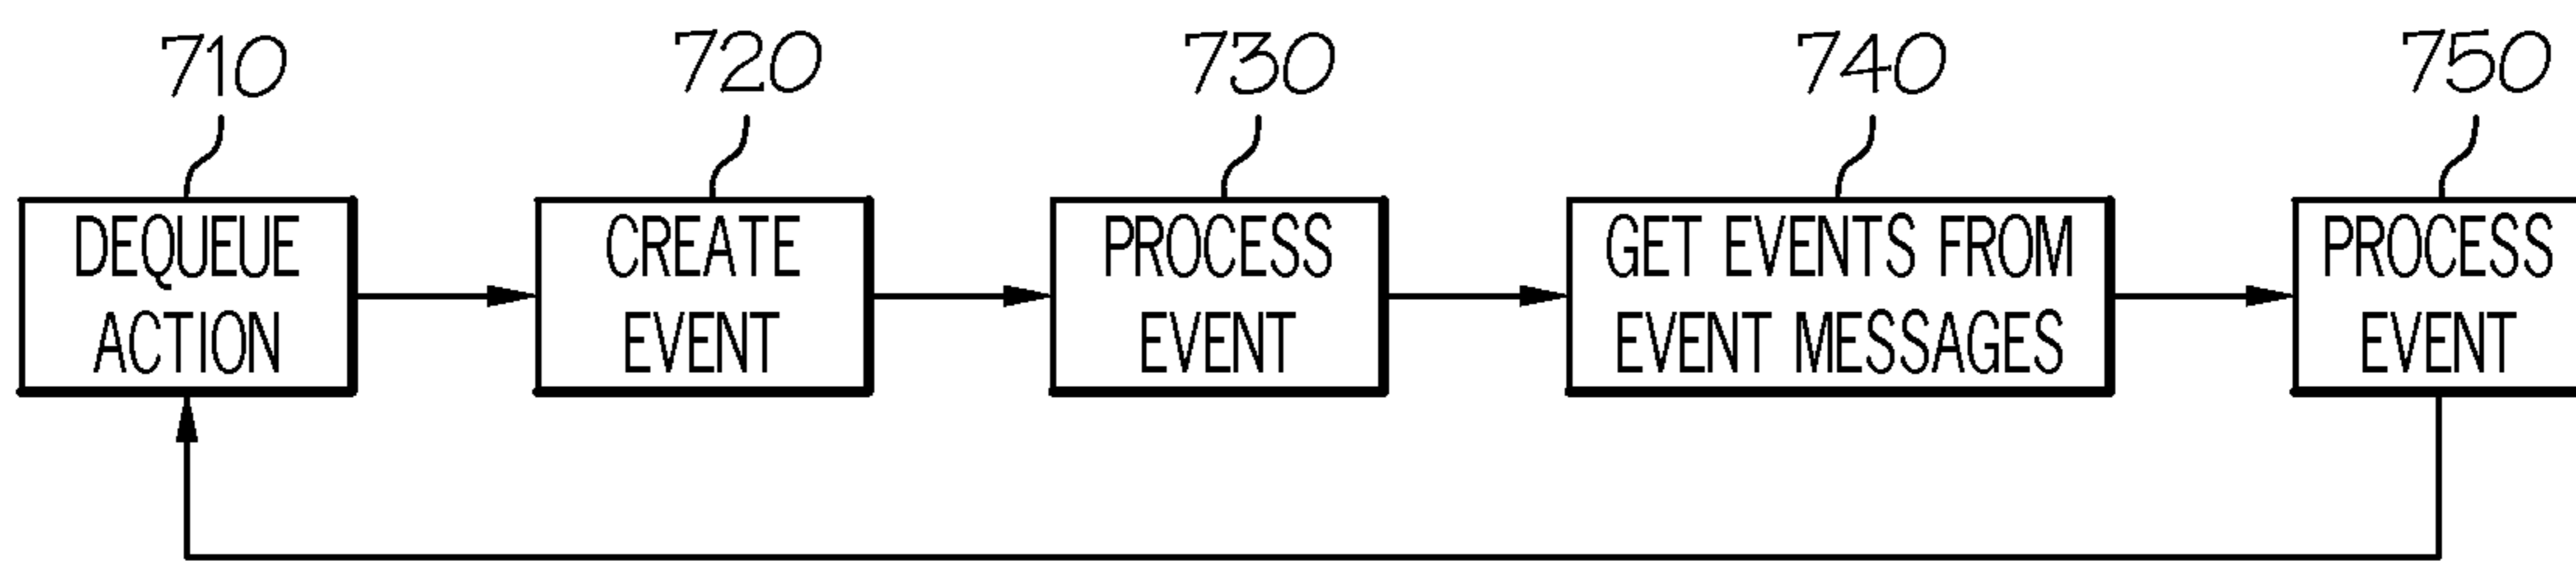 710
720
730
740
750
DEQUEUE
ACTION
CREATE
EVENT
PROCESS
EVENT
GET EVENTS FROM
EVENT MESSAGES
PROCESS
EVENT